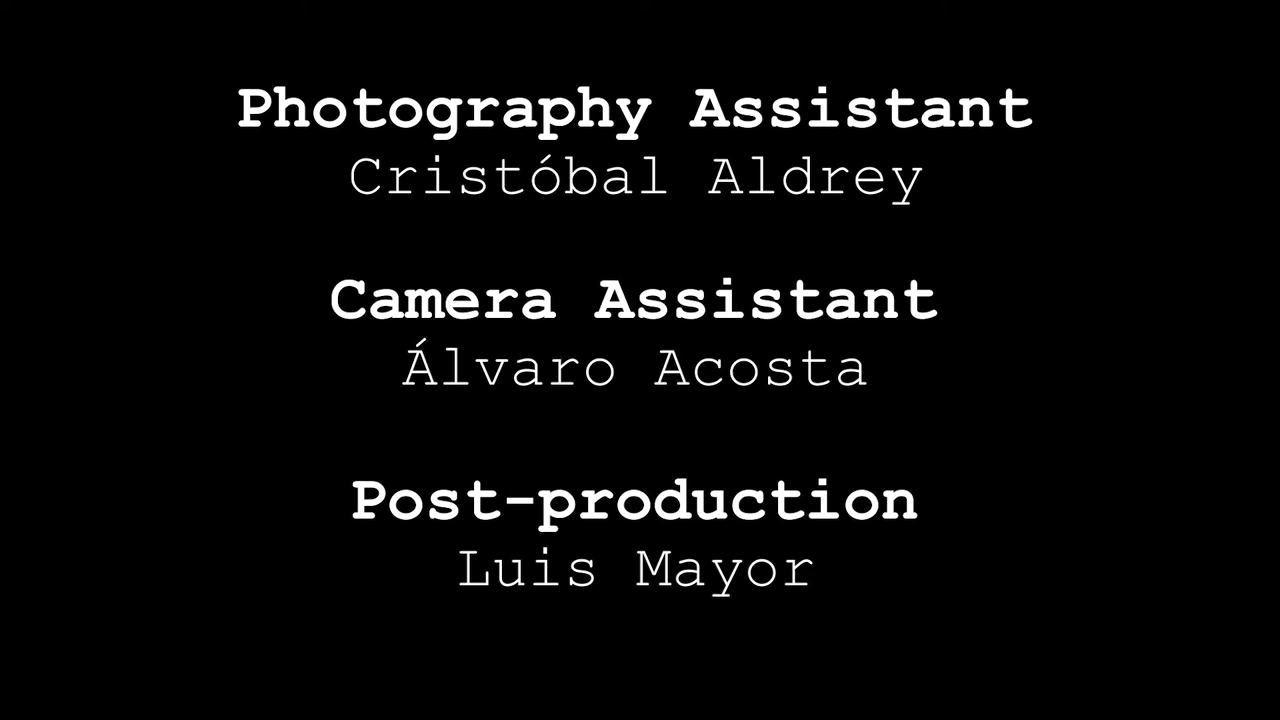 Photography Assistant
Cristóbal Aldrey
Camera Assistant
Álvaro Acosta
Post-production
Luis Mayor